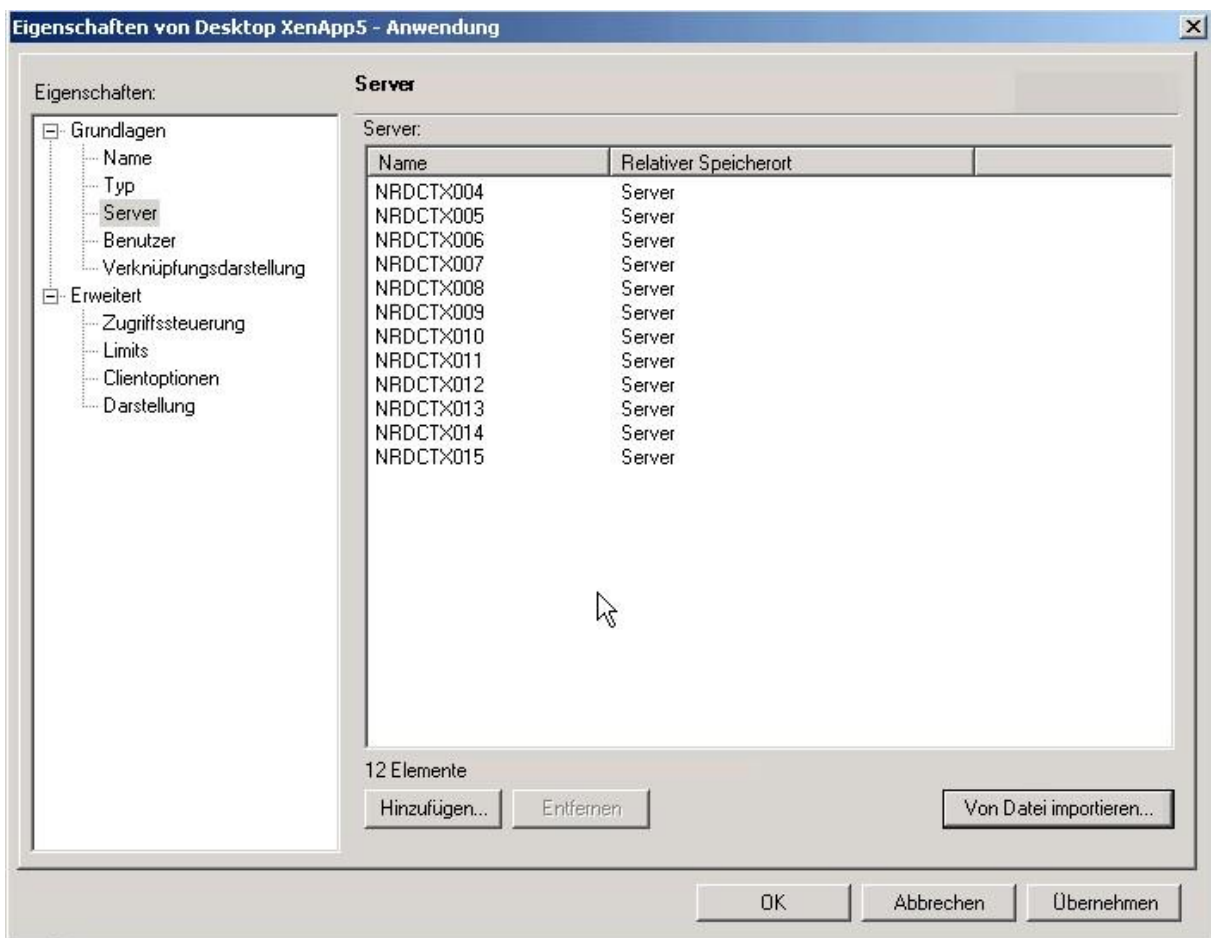 Eigenschaften von Desktop XenApp5 - Anwendung
Eigenschaften:
Grundlagen
Name
Typ
Server
Benutzer
Verknüpfungsdarstellung
Erweitert
Zugriffssteuerung
Limits
Clientoptionen
Darstellung
Server
Server:
Name Relativer Speicherort
NRDCTX004 Server
NRDCTX005 Server
NRDCTX006 Server
NRDCTX007 Server
NRDCTX008 Server
NRDCTX009 Server
NRDCTX010 Server
NRDCTX011 Server
NRDCTX012 Server
NRDCTX013 Server
NRDCTX014 Server
NRDCTX015 Server
12 Elemente
Hinzufügen... Entfernen Von Datei importieren...
OK Abbrechen Übernehmen